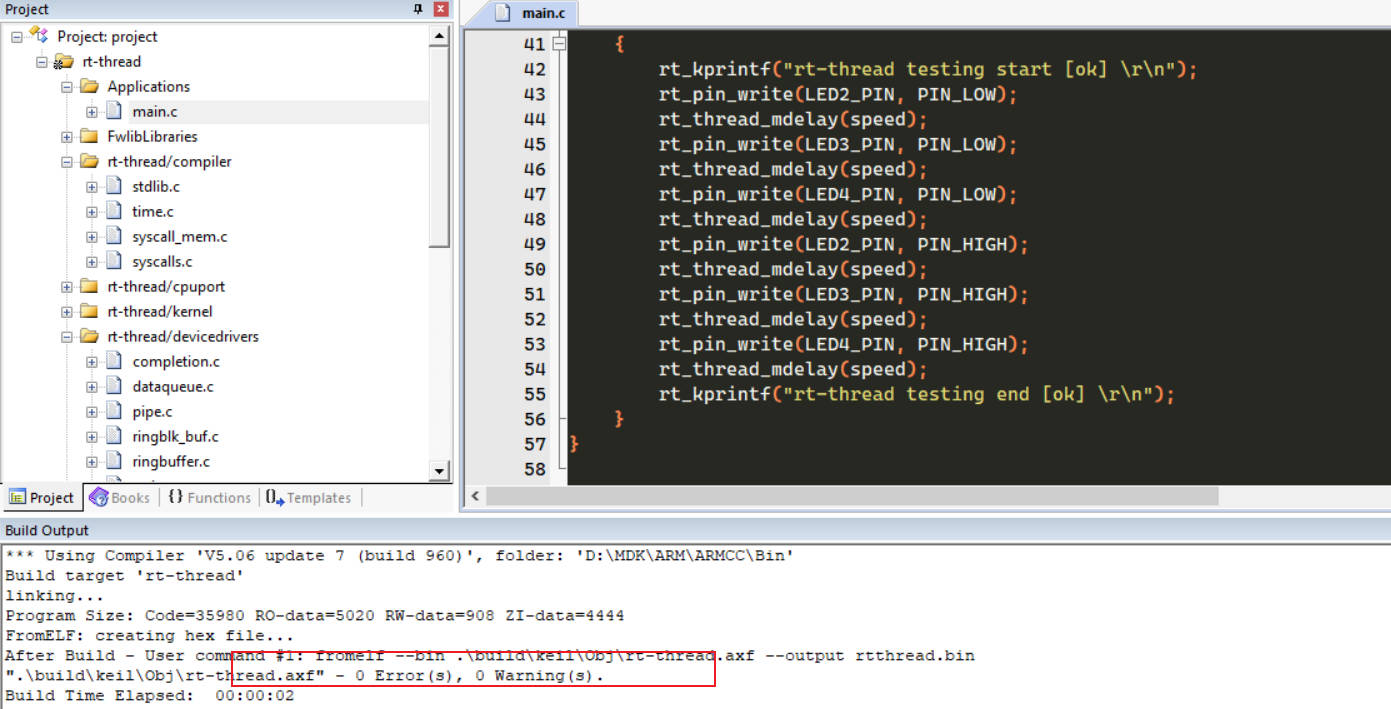 Project
Project: project
rt-thread
Applications
main.c
FwlibLibraries
rt-thread/compiler
stdlib.c
time.c
syscall_mem.c
syscalls.c
rt-thread/cpuport
rt-thread/kernel
rt-thread/devicedrivers
completion.c
dataqueue.c
pipe.c
ringblk_buf.c
ringbuffer.c
Project Books {} Functions Templates
main.c
41 {
42 rt_kprintf("rt-thread testing start [ok] \r\n");
43 rt_pin_write(LED2_PIN, PIN_LOW);
44 rt_thread_mdelay(speed);
45 rt_pin_write(LED3_PIN, PIN_LOW);
46 rt_thread_mdelay(speed);
47 rt_pin_write(LED4_PIN, PIN_LOW);
48 rt_thread_mdelay(speed);
49 rt_pin_write(LED2_PIN, PIN_HIGH);
50 rt_thread_mdelay(speed);
51 rt_pin_write(LED3_PIN, PIN_HIGH);
52 rt_thread_mdelay(speed);
53 rt_pin_write(LED4_PIN, PIN_HIGH);
54 rt_thread_mdelay(speed);
55 rt_kprintf("rt-thread testing end [ok] \r\n");
56 }
57 }
58
Build Output
*** Using Compiler 'V5.06 update 7 (build 960)', folder: 'D:\MDK\ARM\ARMCC\Bin'
Build target 'rt-thread'
linking...
Program Size: Code=35980 RO-data=5020 RW-data=908 ZI-data=4444
FromELF: creating hex file...
After Build - User command #1: fromelf --bin .\build\keil\Obj\rt-thread.axf --output rtthread.bin
".\build\keil\Obj\rt-thread.axf" - 0 Error(s), 0 Warning(s).
Build Time Elapsed:  00:00:02